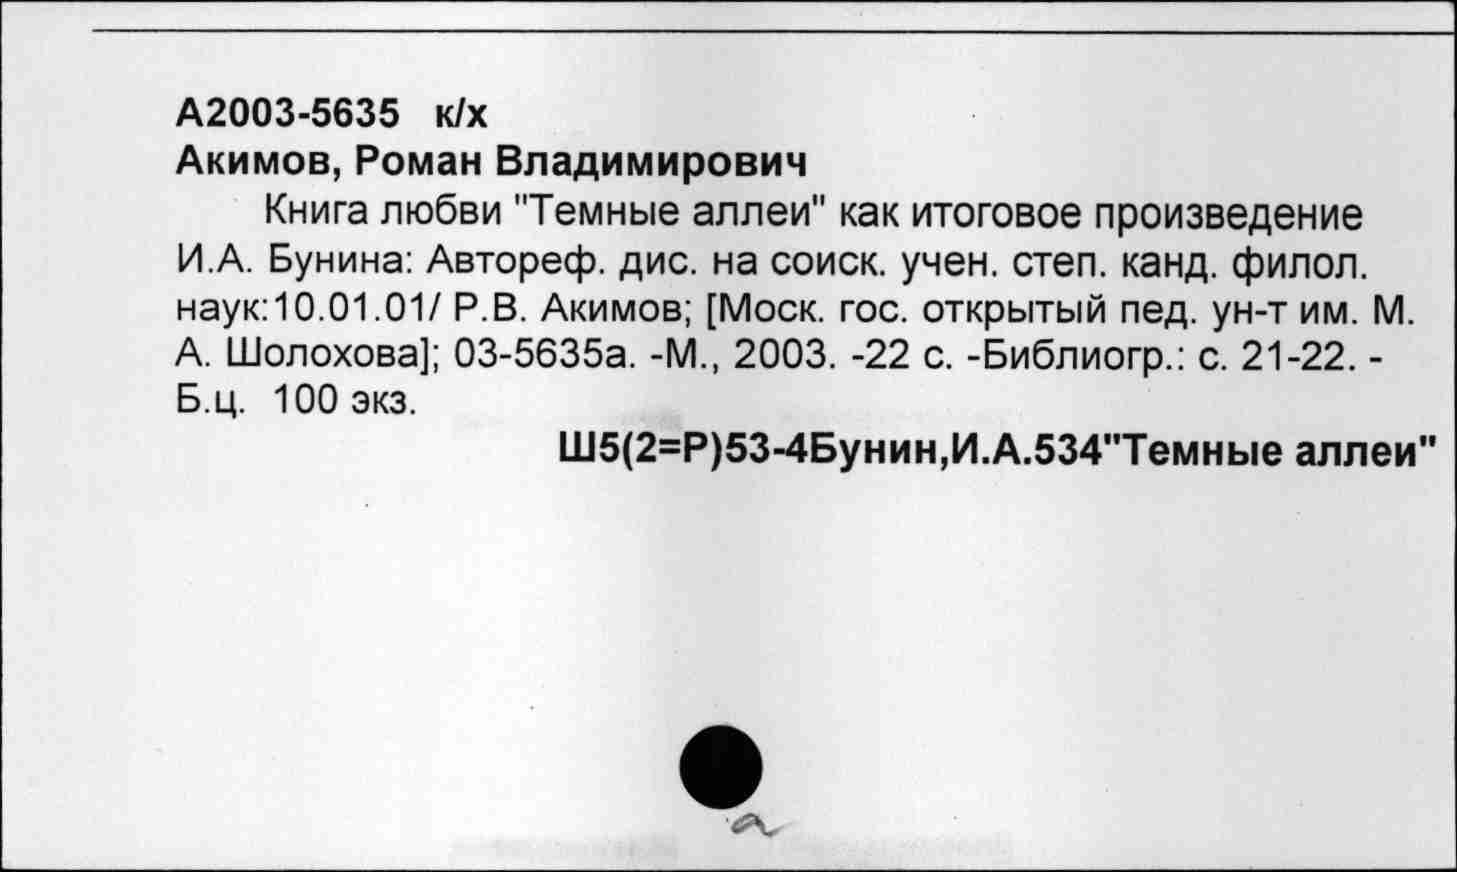 А2003-5635 к/х
Акимов, Роман Владимирович
Книга любви "Темные аллеи" как итоговое произведение
И.А. Бунина: Автореф. дис. на соиск. учен. степ. канд. филол.
наук:10.01.01/ Р.В. Акимов; [Моск. гос. открытый пед. ун-т им. М.
А. Шолохова]; 03-5635а. -М., 2003. -22 с. -Библиогр.: с. 21-22. -
Б.ц. 100 экз.
Ш5(2=Р)53-4Бунин,И.А.534"Темные аллеи"
а